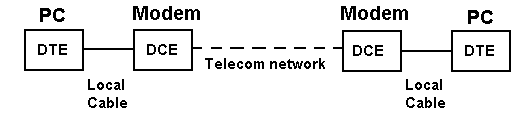 PC Modem Modem PC
DTE DCE DCE DTE
Telecom network
Local Local
Cable Cable